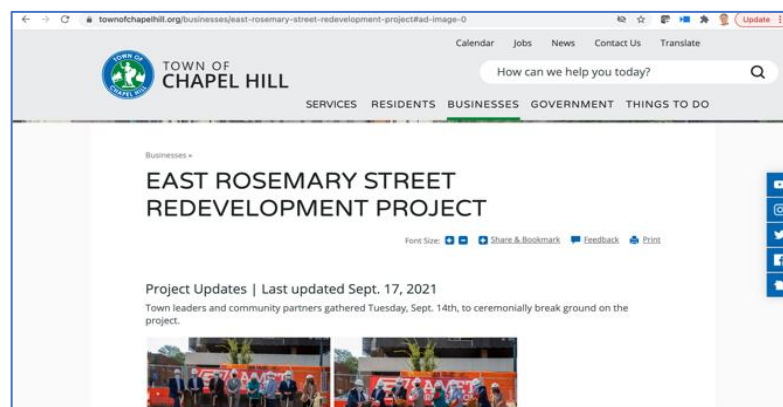 townofchapelhill.org/businesses/east-rosemary-street-redevelopment-project#ad-image-0
Update
Calendar Jobs News Contact Us Translate
TOWN OF
CHAPEL HILL
How can we help you today?
SERVICES RESIDENTS BUSINESSES GOVERNMENT THINGS TO DO
Businesses »
EAST ROSEMARY STREET
REDEVELOPMENT PROJECT
Font Size: + - Share & Bookmark Feedback Print
Project Updates | Last updated Sept. 17, 2021
Town leaders and community partners gathered Tuesday, Sept. 14th, to ceremonially break ground on the
project.